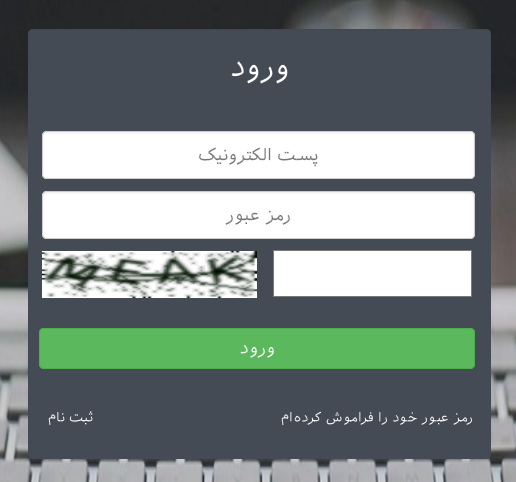 ورود
پست الکترونیک
رمز عبور
MEAK
ورود
رمز عبور خود را فراموش کرده‌ام
ثبت نام